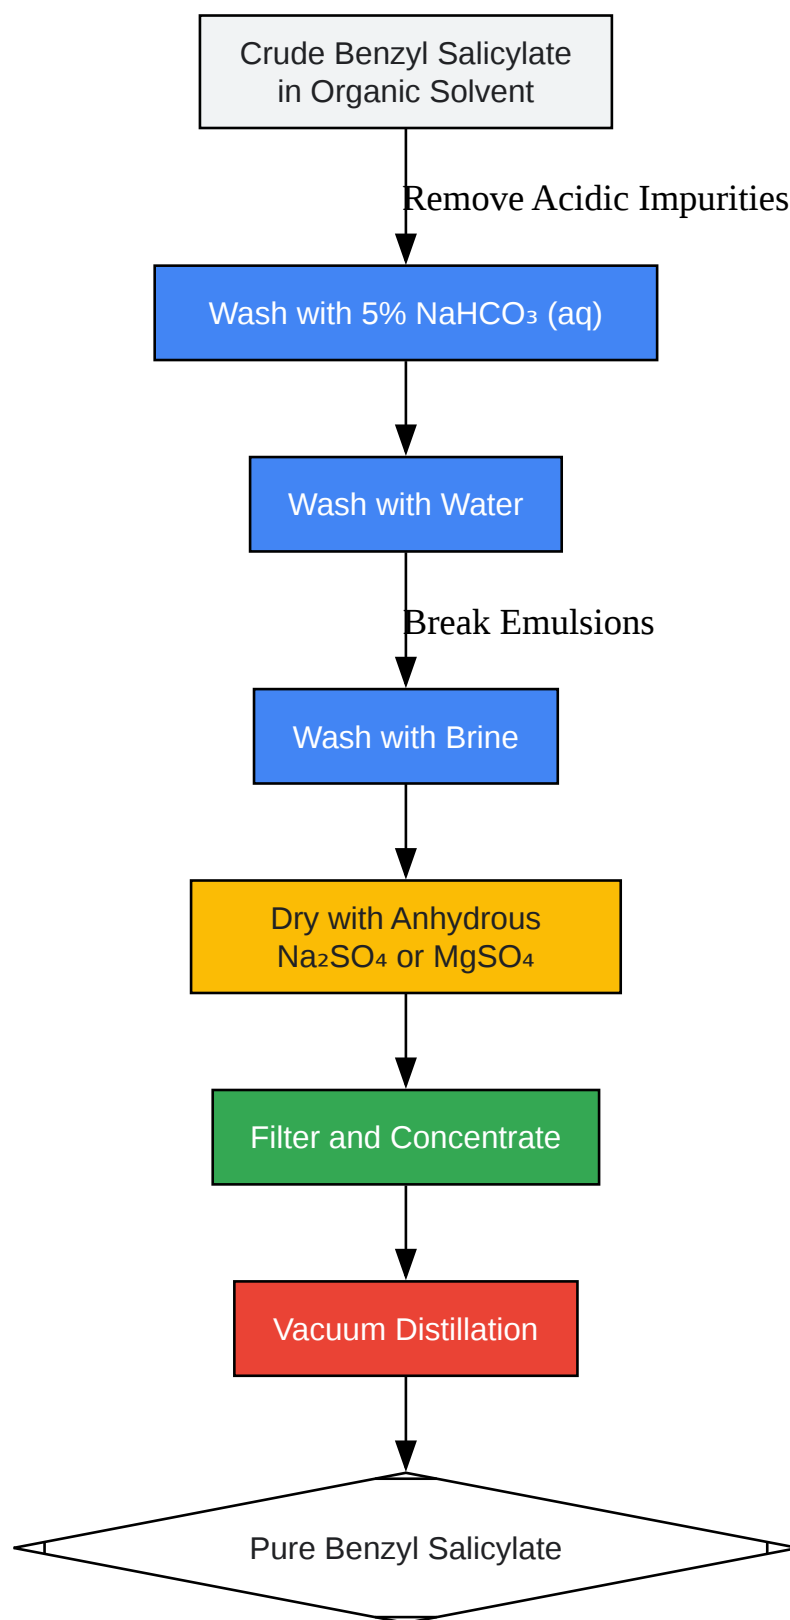 Crude Benzyl Salicylate
in Organic Solvent
Remove Acidic Impurities
Wash with 5% NaHCO₃ (aq)
Wash with Water
Break Emulsions
Wash with Brine
Dry with Anhydrous
Na₂SO₄ or MgSO₄
Filter and Concentrate
Vacuum Distillation
Pure Benzyl Salicylate